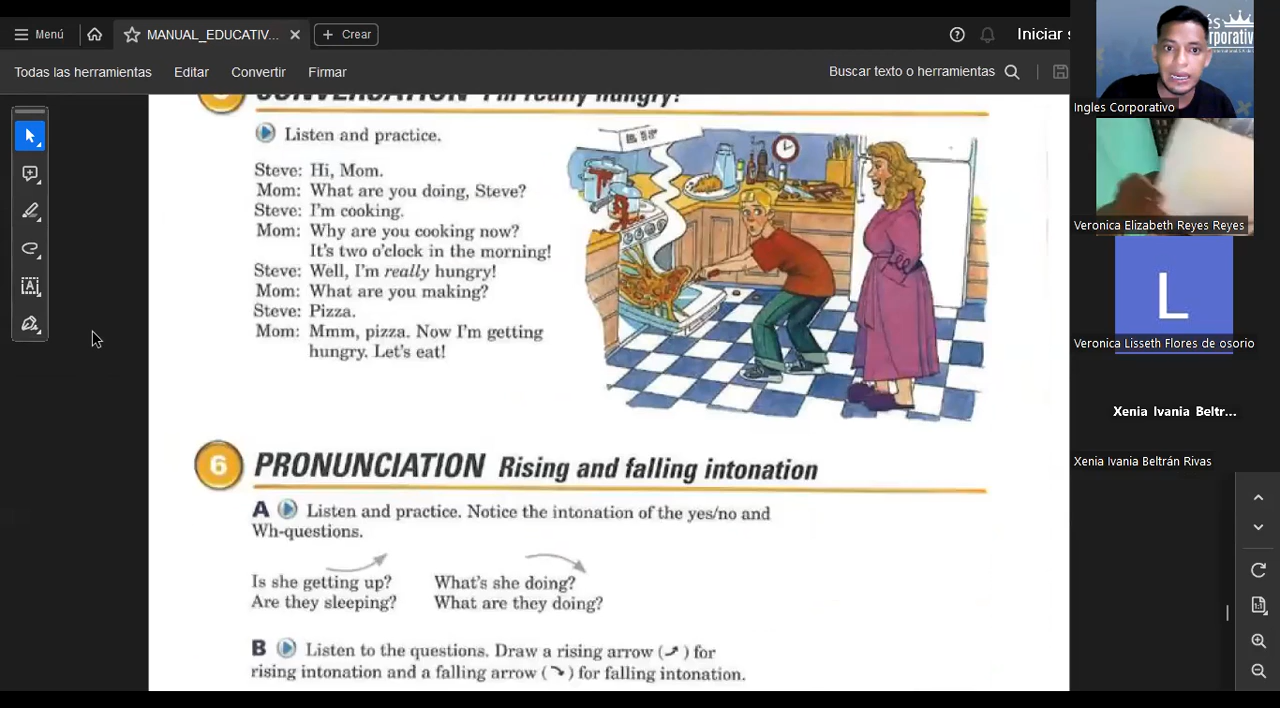 Menú
MANUAL_EDUCATIV...
Crear
Iniciar s
Todas las herramientas
Editar
Convertir
Firmar
Buscar texto o herramientas
CONVERSATION I'm really hungry!
Listen and practice.
Steve: Hi, Mom.
Mom: What are you doing, Steve?
Steve: I'm cooking.
Mom: Why are you cooking now?
It's two o'clock in the morning!
Steve: Well, I'm really hungry!
Mom: What are you making?
Steve: Pizza.
Mom: Mmm, pizza. Now I'm getting
hungry. Let's eat!
6 PRONUNCIATION Rising and falling intonation
A Listen and practice. Notice the intonation of the yes/no and
Wh-questions.
Is she getting up? What's she doing?
Are they sleeping? What are they doing?
B Listen to the questions. Draw a rising arrow ( ) for
rising intonation and a falling arrow ( ) for falling intonation.
Ingles Corporativo
Veronica Elizabeth Reyes Reyes
L
Veronica Lisseth Flores de osorio
Xenia Ivania Beltr...
Xenia Ivania Beltrán Rivas